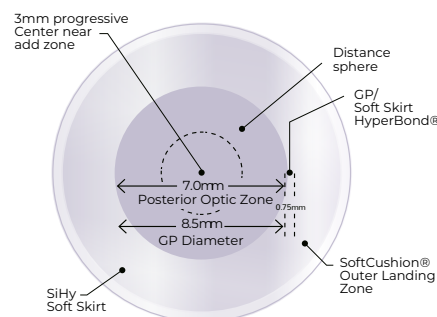 3mm progressive
Center near
add zone
Distance
sphere
GP/
Soft Skirt
HyperBond®
7.0mm
Posterior Optic Zone
0.75mm
8.5mm
GP Diameter
SoftCushion®
Outer Landing
Zone
SiHy
Soft Skirt